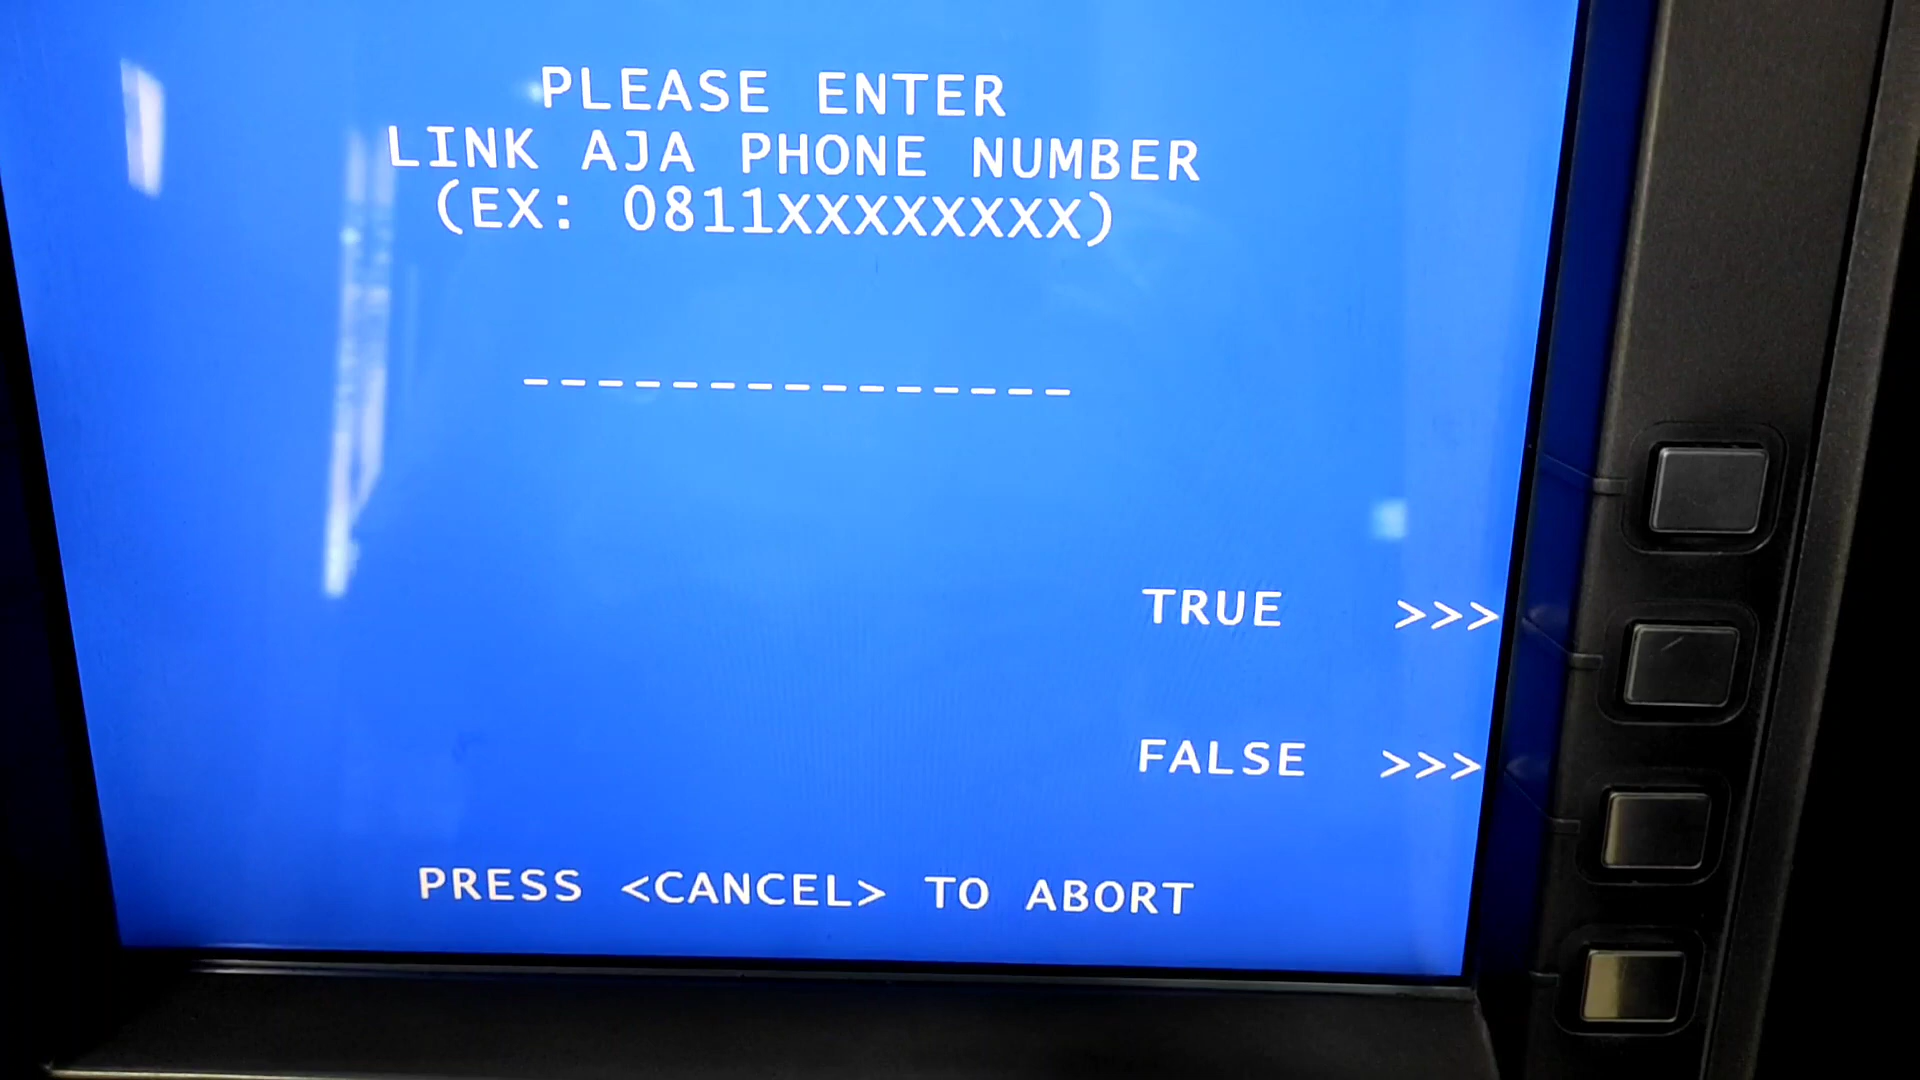 PLEASE ENTER
LINK AJA PHONE NUMBER
(EX: 0811XXXXXXXX)
_ _ _ _ _ _ _ _ _ _ _ _ _ _ _
TRUE >>>
FALSE >>>
PRESS <CANCEL> TO ABORT